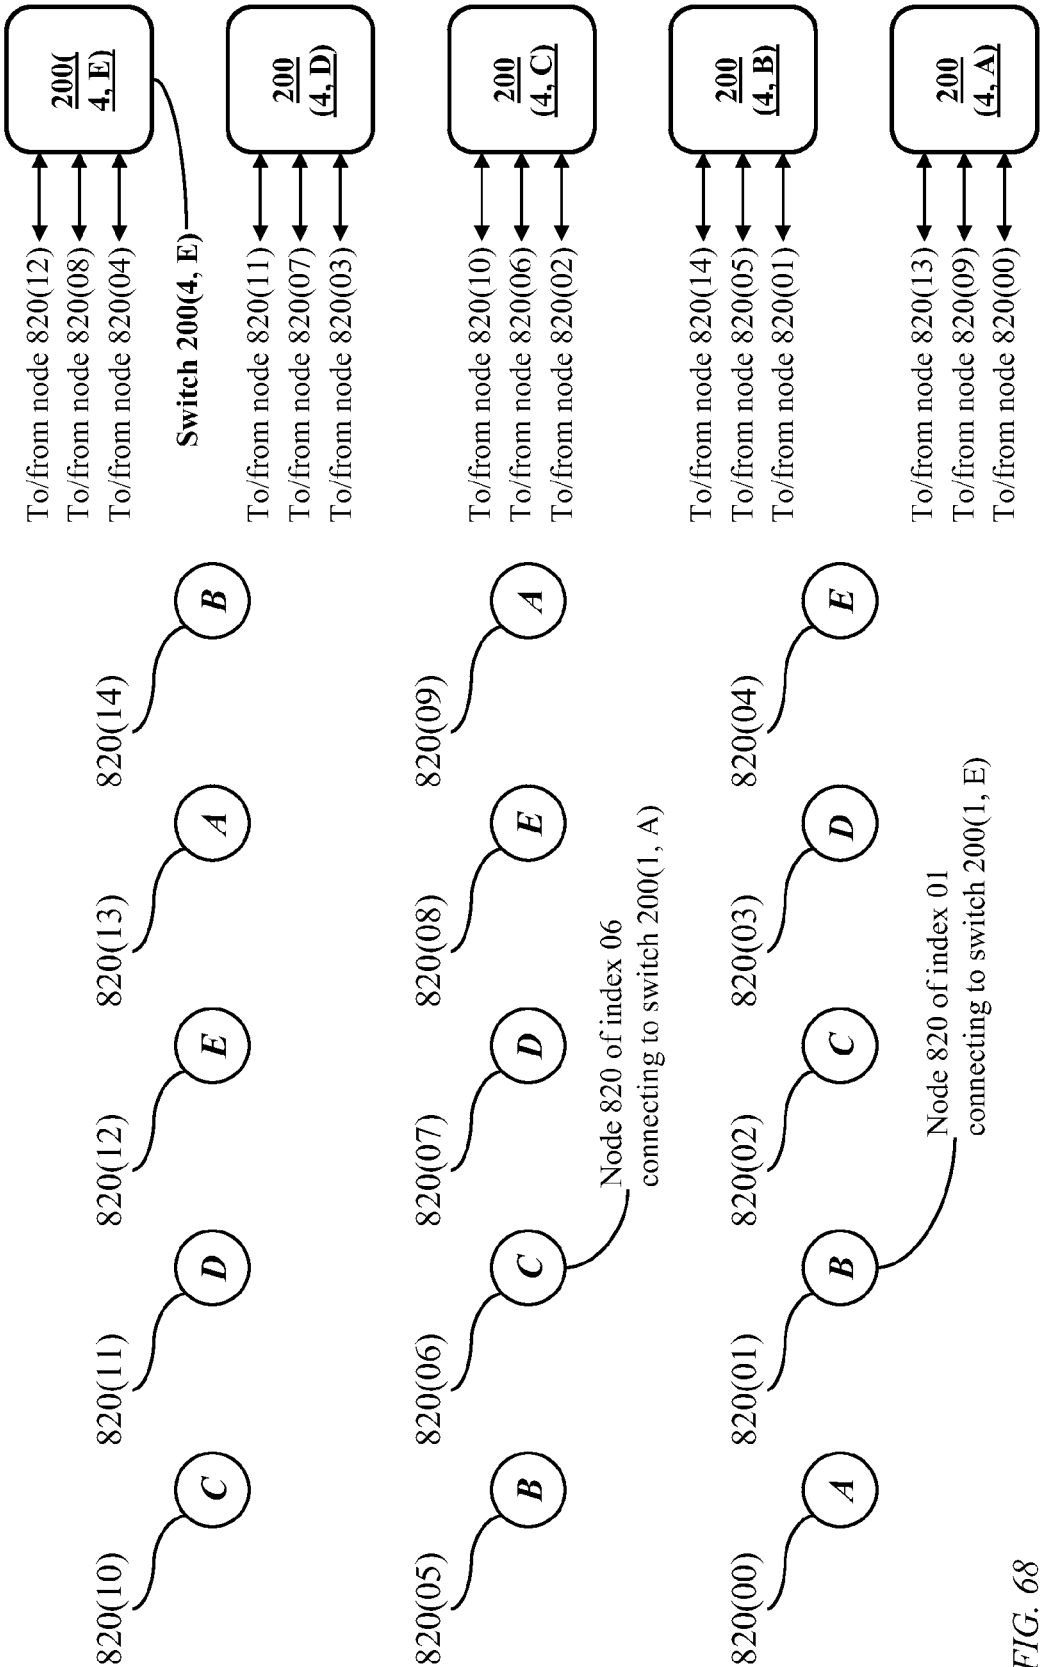 820(10)
C
820(11)
D
820(12)
E
820(13)
A
820(14)
B
820(05)
B
820(06)
C
820(07)
D
820(08)
E
820(09)
A
Node 820 of index 06
connecting to switch 200(1, A)
820(00)
A
820(01)
B
820(02)
C
820(03)
D
820(04)
E
Node 820 of index 01
connecting to switch 200(1, E)
To/from node 820(12)
To/from node 820(08)
To/from node 820(04)
200(
4, E)
Switch 200(4, E)
To/from node 820(11)
To/from node 820(07)
To/from node 820(03)
200
(4, D)
To/from node 820(10)
To/from node 820(06)
To/from node 820(02)
200
(4, C)
To/from node 820(14)
To/from node 820(05)
To/from node 820(01)
200
(4, B)
To/from node 820(13)
To/from node 820(09)
To/from node 820(00)
200
(4, A)
FIG. 68